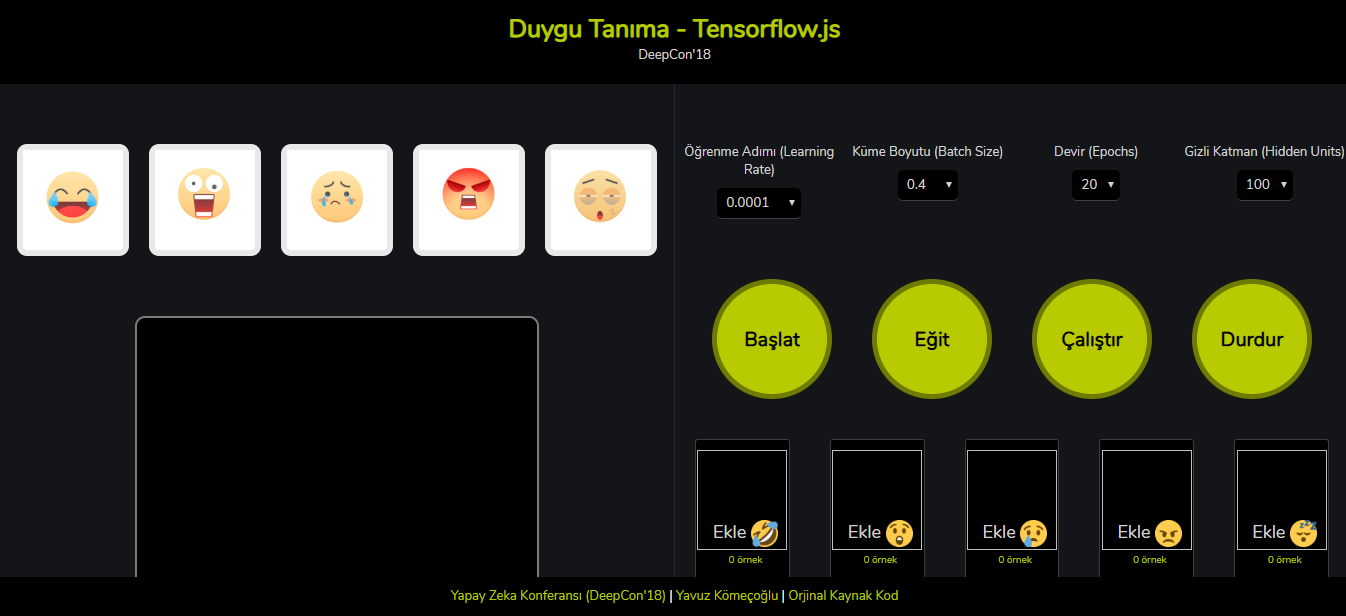 Duygu Tanıma - Tensorflow.js
DeepCon'18
Öğrenme Adımı (Learning
Rate)
0.0001
Küme Boyutu (Batch Size)
0.4
Devir (Epochs)
20
Gizli Katman (Hidden Units)
100
Başlat
Eğit
Çalıştır
Durdur
Ekle
0 örnek
Ekle
0 örnek
Ekle
0 örnek
Ekle
0 örnek
Ekle
0 örnek
Yapay Zeka Konferansı (DeepCon'18) | Yavuz Kömeçoğlu | Orjinal Kaynak Kod